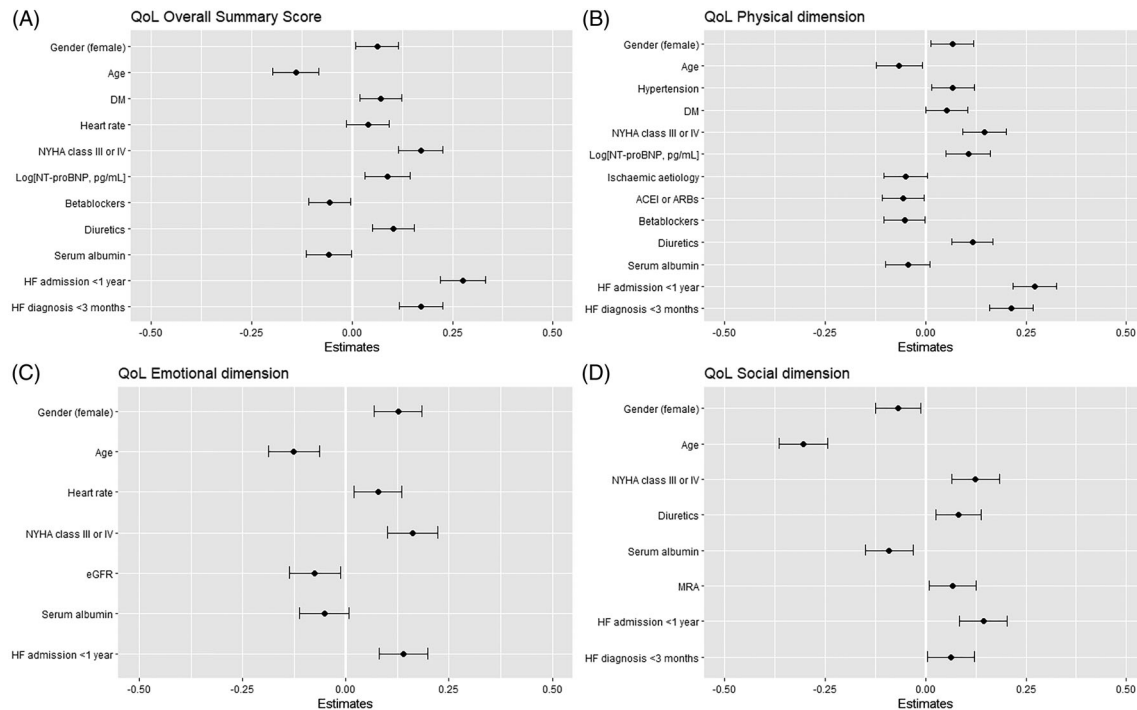 (A)
QoL Overall Summary Score
Gender (female)
Age
DM
Heart rate
NYHA class III or IV
Log[NT-proBNP, pg/mL]
Betablockers
Diuretics
Serum albumin
HF admission <1 year
HF diagnosis <3 months
-0.50 -0.25 0.00 0.25 0.50
Estimates
(B)
QoL Physical dimension
Gender (female)
Age
Hypertension
DM
NYHA class III or IV
Log[NT-proBNP, pg/mL]
Ischaemic aetiology
ACEI or ARBs
Betablockers
Diuretics
Serum albumin
HF admission <1 year
HF diagnosis <3 months
-0.50 -0.25 0.00 0.25 0.50
Estimates
(C)
QoL Emotional dimension
Gender (female)
Age
Heart rate
NYHA class III or IV
eGFR
Serum albumin
HF admission <1 year
-0.50 -0.25 0.00 0.25 0.50
Estimates
(D)
QoL Social dimension
Gender (female)
Age
NYHA class III or IV
Diuretics
Serum albumin
MRA
HF admission <1 year
HF diagnosis <3 months
-0.50 -0.25 0.00 0.25 0.50
Estimates